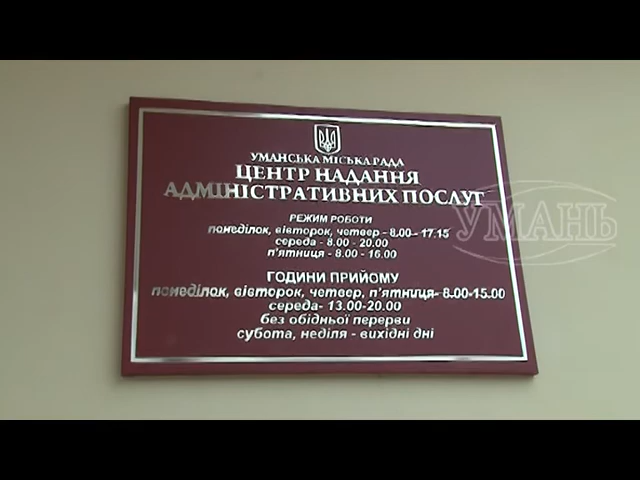 УМАНСЬКА МІСЬКА РАДА
ЦЕНТР НАДАННЯ
АДМІНІСТРАТИВНИХ ПОСЛУГ
РЕЖИМ РОБОТИ
понеділок, вівторок, четвер - 8.00 - 17.15
середа - 8.00 - 20.00
п'ятниця - 8.00 - 16.00
ГОДИНИ ПРИЙОМУ
понеділок, вівторок, четвер, п'ятниця- 8.00-15.00
середа- 13.00-20.00
без обідньої перерви
субота, неділя - вихідні дні
УМАНЬ